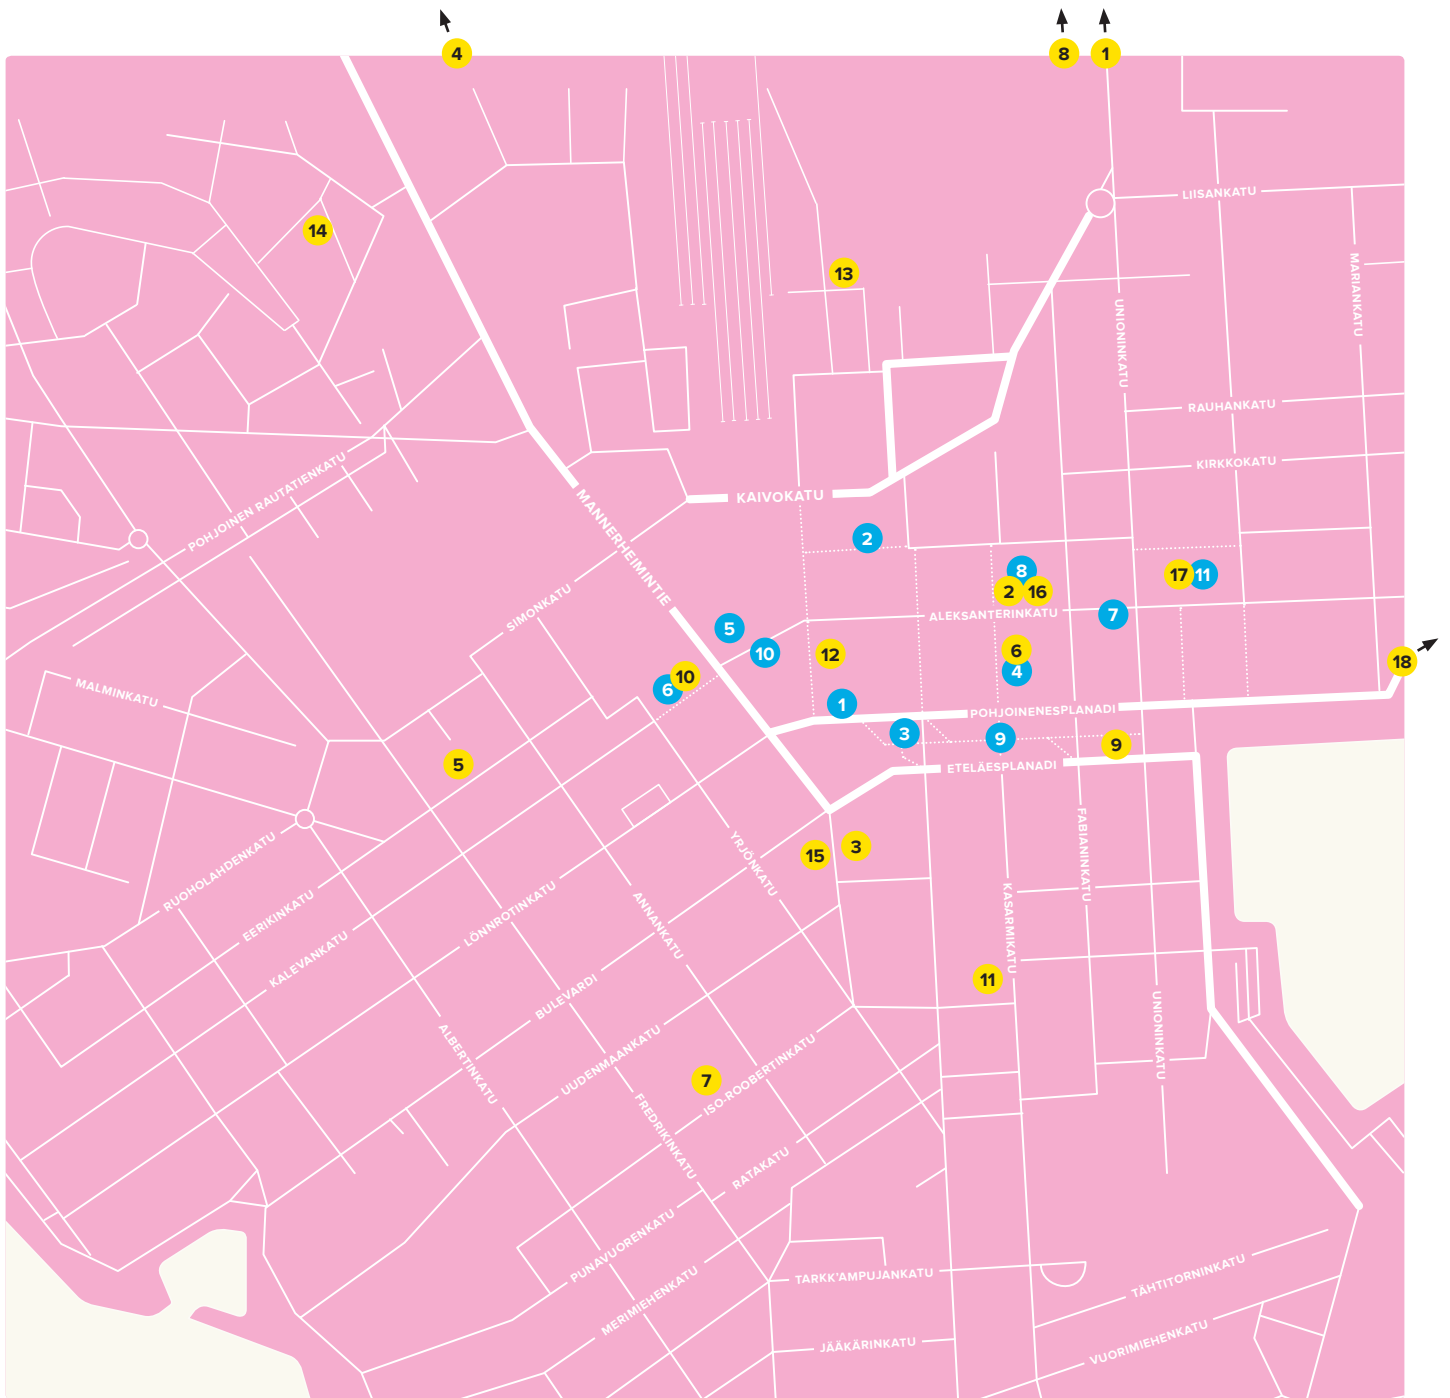 4
8
1
LIISANKATU
14
MARIANKATU
13
UNIONINKATU
RAUHANKATU
POHJOINEN RAUTATIENKATU
KIRKKOKATU
KAIVOKATU
MANNERHEIMINTIE
2
8
17
11
2
16
SIMONKATU
ALEKSANTERINKATU
7
5
10
12
6
4
18
10
6
MALMINKATU
1
POHJOINENESPLANADI
3
9
9
5
ETELÄESPLANADI
15
3
YRJÖNKATU
FABIANINKATU
RUOHOLAHDENKATU
EERIKINKATU
LÖNNROTINKATU
ANNANKATU
KASARMIKATU
KALEVANKATU
BULEVARDI
11
UNIONINKATU
ALBERTINKATU
UUDENMAANKATU
7
ISO-ROOBERTINKATU
FREDRIKINKATU
RATAKATU
PUNAVUORENKATU
TARKK'AMPUJANKATU
TÄHTITORNINKATU
MERIMIEHENKATU
JÄÄKÄRINKATU
VUORIMIEHENKATU